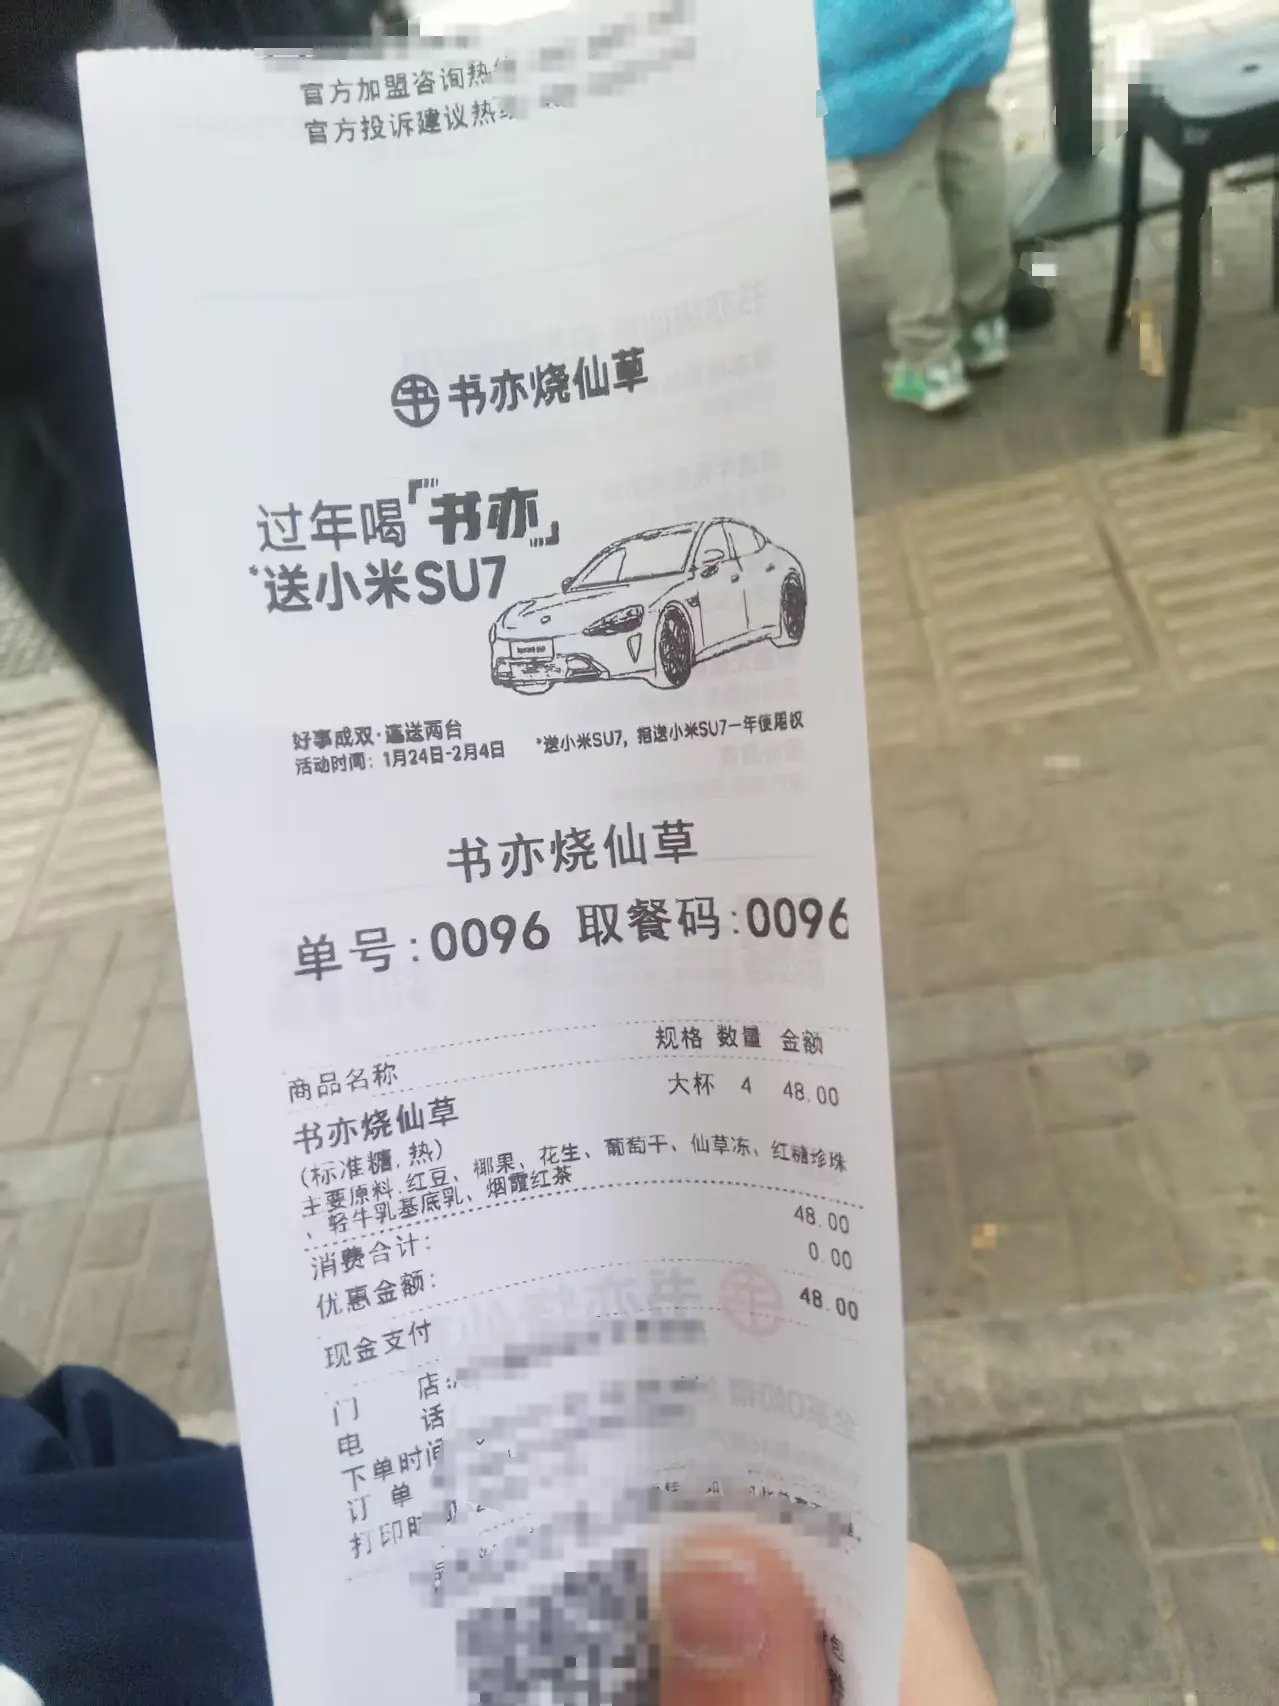 官方加盟咨询热
官方投诉建议热
书亦烧仙草
过年喝「书亦」
*送小米SU7
好事成双·连送两台
活动时间：1月24日-2月4日
*送小米SU7，指送小米SU7一年使用权
书亦烧仙草
单号:0096 取餐码:0096
商品名称 规格 数量 金额
书亦烧仙草 大杯 4 48.00
(标准糖,热)
主要原料:红豆、椰果、花生、葡萄干、仙草冻、红糖珍珠
、轻牛乳基底乳、烟霞红茶
消费合计: 48.00
优惠金额: 0.00
现金支付 48.00
门 店:
电 话
下单时间
订 单
打印时